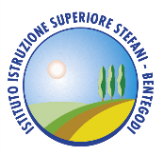 ISTITUTO ISTRUZIONE SUPERIORE STEFANI - BENTEGODI